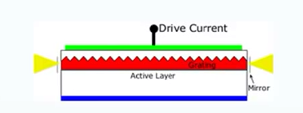 Drive Current
Grating
Active Layer
Mirror